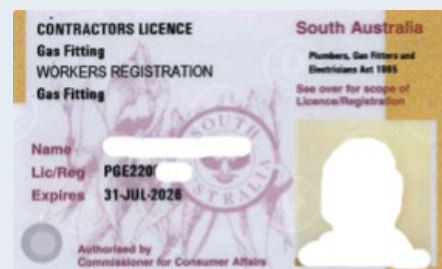 CONTRACTORS LICENCE
Gas Fitting
WORKERS REGISTRATION
Gas Fitting
South Australia
Plumbers, Gas Fitters and
Electricians Act 1995
See over for scope of
Licence/Registration
Name
Lic/Reg PGE220
Expires 31-JUL-2026
SOUTH
AUSTRALIA
Authorised by
Commissioner for Consumer Affairs